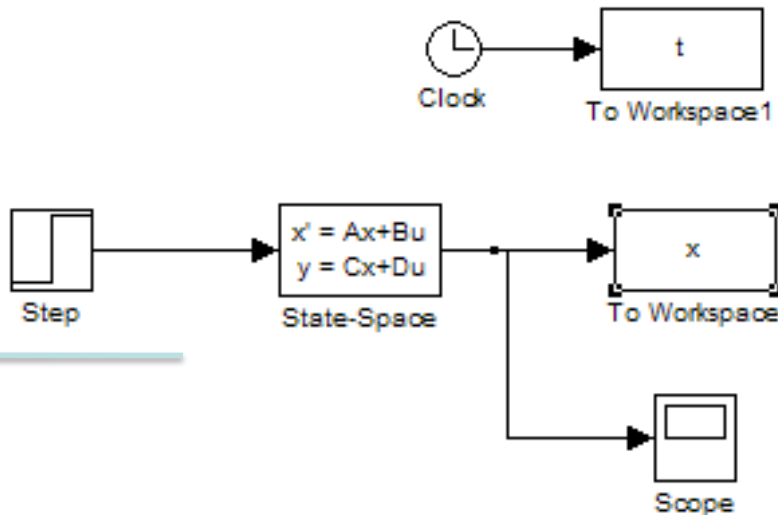 t
Clock
To Workspace1
x' = Ax+Bu
y = Cx+Du
x
Step
State-Space
To Workspace
Scope